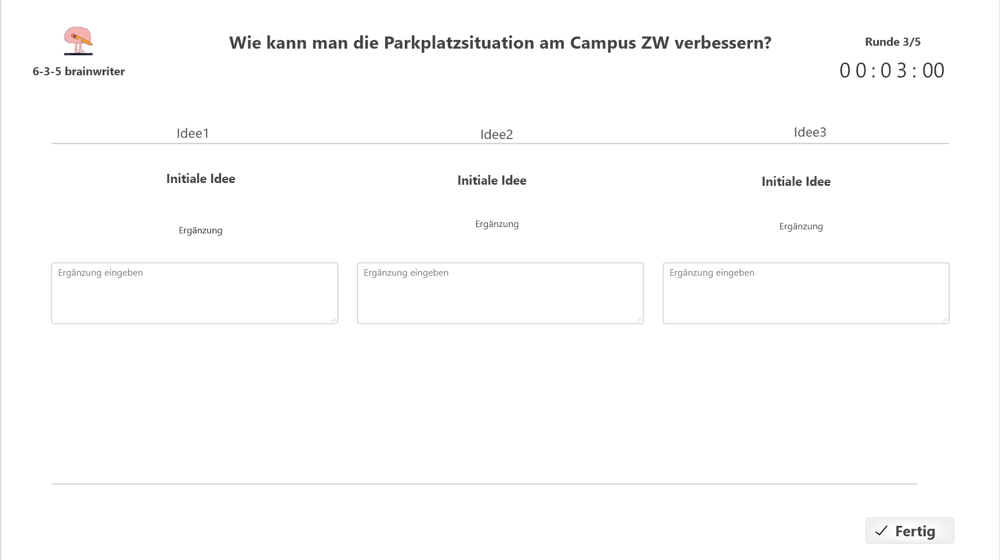 Wie kann man die Parkplatzsituation am Campus ZW verbessern?
Runde 3/5
6-3-5 brainwriter
00:03:00
Idee1
Idee2
Idee3
Initiale Idee
Initiale Idee
Initiale Idee
Ergänzung
Ergänzung
Ergänzung
Ergänzung eingeben
Ergänzung eingeben
Ergänzung eingeben
Fertig